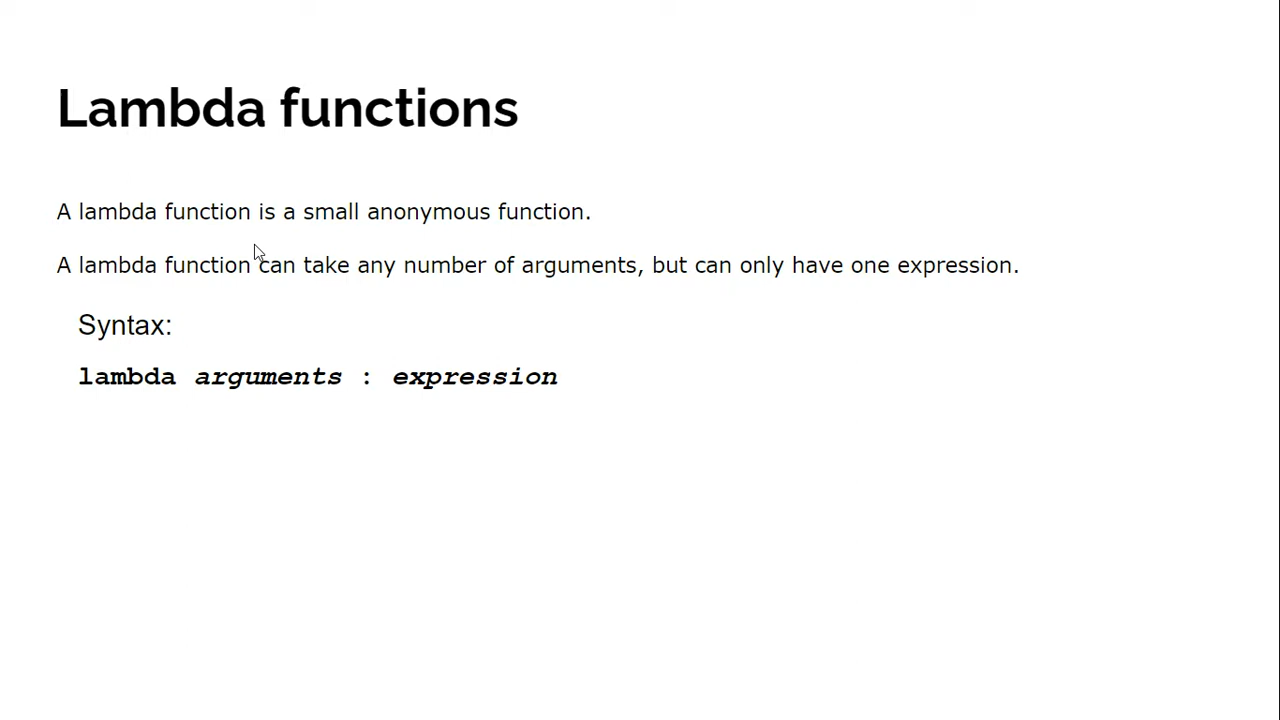 Lambda functions
A lambda function is a small anonymous function.
A lambda function can take any number of arguments, but can only have one expression.
Syntax:
lambda arguments : expression